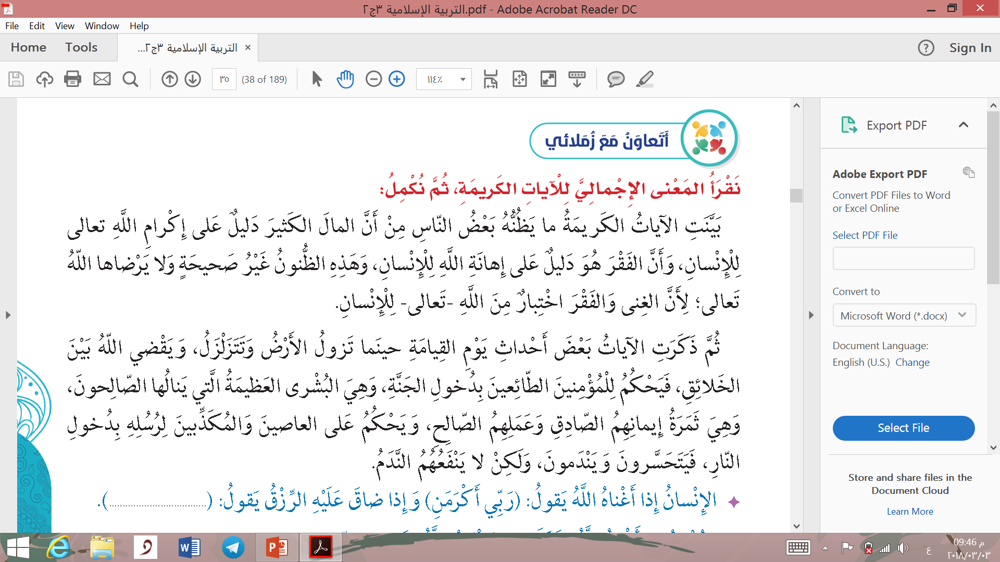 التربية الإسلامية ٣ج٢.pdf - Adobe Acrobat Reader DC
File Edit View Window Help
Home Tools التربية الإسلامية ٣ج٢... × ? Sign In
٣٥ (38 of 189) ١١٤٪
أَتَعاوَنُ مَعَ زُمَلائي
نَقْرَأُ المَعْنى الإِجْمالِيَّ لِلْآياتِ الكَريمَةِ، ثُمَّ نُكْمِلُ:
بَيَّنَتِ الآياتُ الكَريمَةُ ما يَظُنُّهُ بَعْضُ النّاسِ مِنْ أَنَّ المالَ الكَثيرَ دَليلٌ عَلى إِكْرامِ اللَّهِ تعالى
لِلْإِنْسانِ، وَأَنَّ الفَقْرَ هُوَ دَليلٌ عَلى إِهانَةِ اللَّهِ لِلْإِنْسانِ، وَهَذِهِ الظُّنونُ غَيْرُ صَحيحَةٍ وَلا يَرْضاها اللّهُ
تَعالى؛ لِأَنَّ الغِنى وَالفَقْرَ اخْتِبارٌ مِنَ اللَّهِ -تَعالى- لِلْإِنْسانِ.
ثُمَّ ذَكَرَتِ الآياتُ بَعْضَ أَحْداثِ يَوْمِ القِيامَةِ حينَما تَزولُ الأَرْضُ وَتَتَزَلْزَلُ، وَيَقْضي اللّهُ بَيْنَ
الخَلائِقِ، فَيَحْكُمُ لِلْمُؤْمِنينَ الطّائِعينَ بِدُخولِ الجَنَّةِ، وَهِيَ البُشْرى العَظيمَةُ الَّتي يَنالُها الصّالِحونَ،
وَهِيَ ثَمَرَةُ إِيمانِهِمُ الصّادِقِ وَعَمَلِهِمُ الصّالِحِ، وَيَحْكُمُ عَلى العاصينَ وَالمُكَذِّبينَ لِرُسُلِهِ بِدُخولِ
النّارِ، فَيَتَحَسَّرونَ وَيَنْدَمونَ، وَلَكِنْ لا يَنْفَعُهُمُ النَّدَمُ.
الإِنْسانُ إِذا أَغْناهُ اللَّهُ يَقولُ: (رَبّي أَكْرَمَنِ) وَإِذا ضاقَ عَلَيْهِ الرِّزْقُ يَقولُ: (..............................).
Export PDF
Adobe Export PDF
Convert PDF Files to Word
or Excel Online
Select PDF File
Convert to
Microsoft Word (*.docx)
Document Language:
English (U.S.) Change
Select File
Store and share files in the
Document Cloud
Learn More
ع
09:46 م
٢٠١٨/٠٣/٠٣